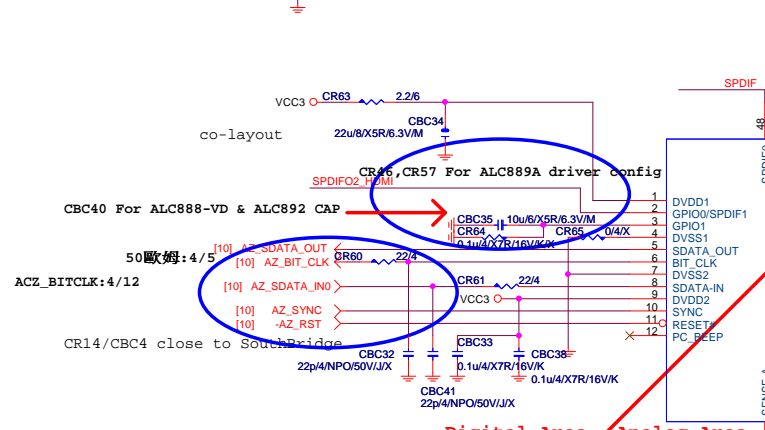 SPDIF
VCC3
CR63
2.2/6
48
CBC34
22u/8/X5R/6.3V/M
co-layout
CR46,CR57 For ALC889A driver config
SPDIFO2_HDMI
CBC40 For ALC888-VD & ALC892 CAP
CBC35 10u/6/X5R/6.3V/M
CR64
CR65 0/4/X
0.1u/4/X7R/16V/K/X
1 DVDD1
2 GPIO0/SPDIF1
3 GPIO1
4 DVSS1
5 SDATA_OUT
6 BIT_CLK
7 DVSS2
8 SDATA-IN
9 DVDD2
10 SYNC
11 RESET#
12 PC_BEEP
[10] AZ_SDATA_OUT
50歐姆:4/5
[10] AZ_BIT_CLK
CR60 22/4
ACZ_BITCLK:4/12
[10] AZ_SDATA_IN0
CR61 22/4
VCC3
[10] AZ_SYNC
[10] -AZ_RST
CR14/CBC4 close to SouthBridge
CBC32
22p/4/NPO/50V/J/X
CBC33
0.1u/4/X7R/16V/K
CBC38
0.1u/4/X7R/16V/K
CBC41
22p/4/NPO/50V/J/X
SENSE A
Digital Area Analog Area